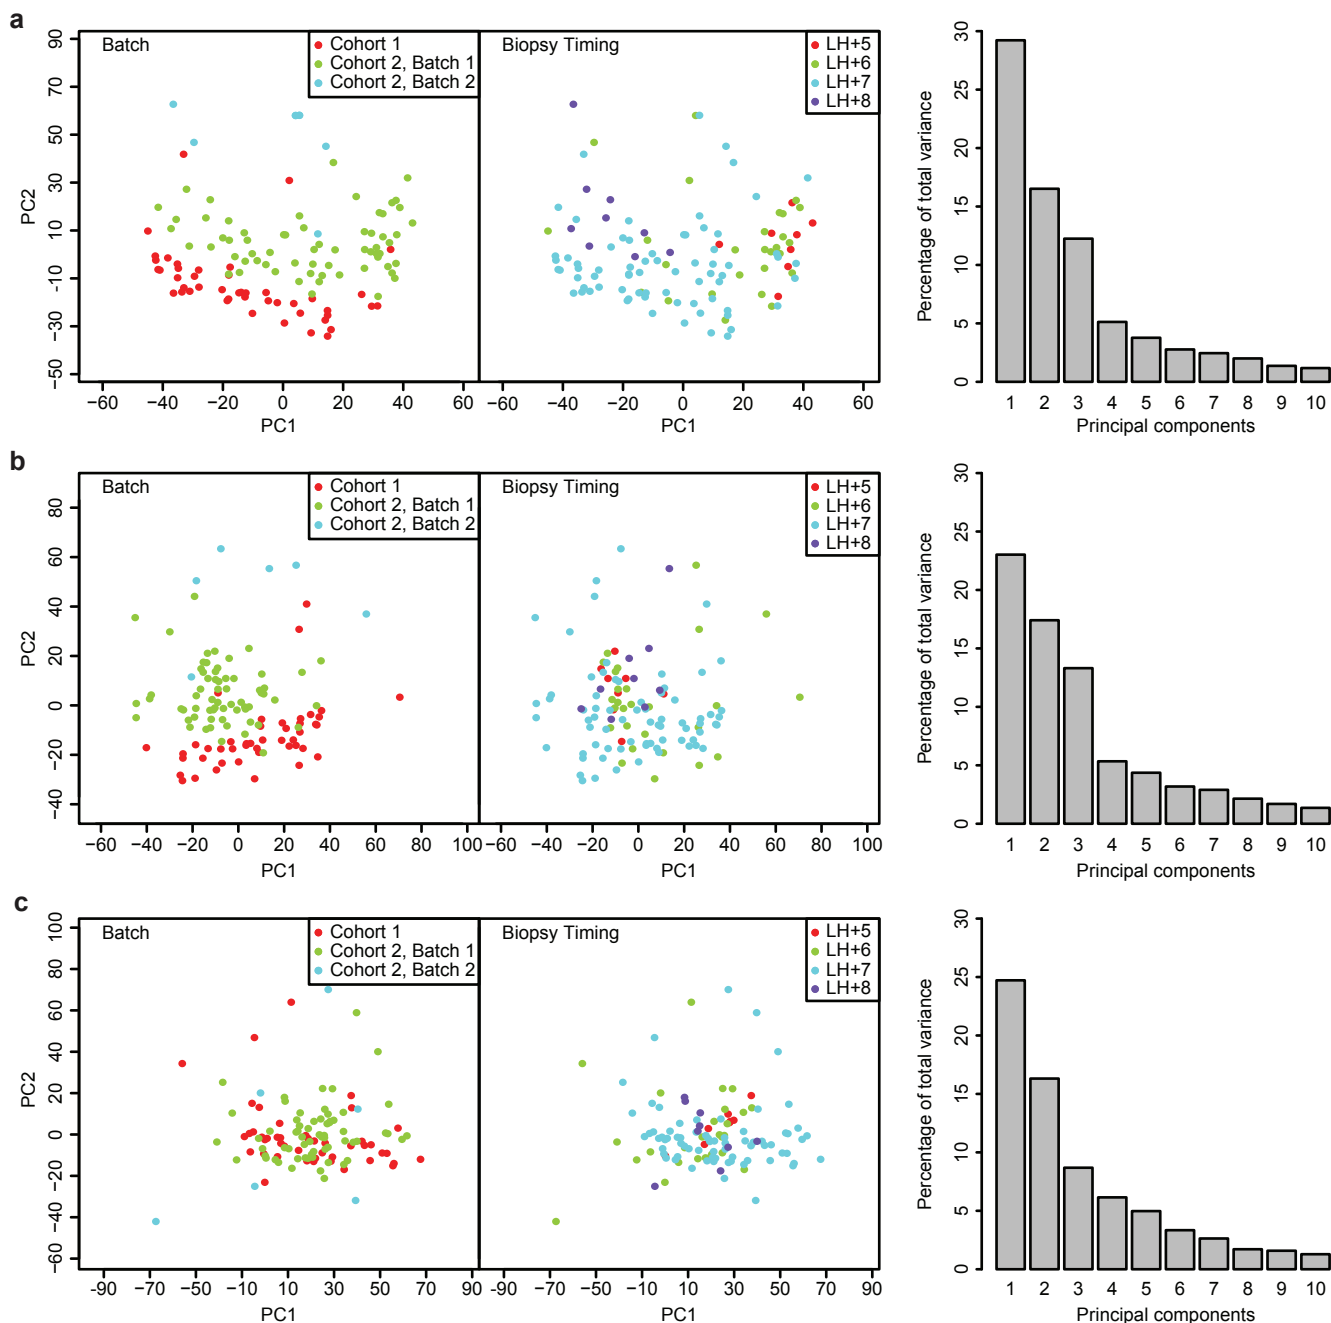 a
Batch
Cohort 1
Cohort 2, Batch 1
Cohort 2, Batch 2
Biopsy Timing
LH+5
LH+6
LH+7
LH+8
PC2
90
70
50
30
10
−10
−30
−50
−60 −40 −20 0 20 40 60
PC1
−60 −40 −20 0 20 40 60
PC1
Percentage of total variance
30
25
20
15
10
5
0
1 2 3 4 5 6 7 8 9 10
Principal components
b
Batch
Cohort 1
Cohort 2, Batch 1
Cohort 2, Batch 2
Biopsy Timing
LH+5
LH+6
LH+7
LH+8
PC2
80
60
40
20
0
−20
−40
−60 −40 −20 0 20 40 60 80 100
PC1
−60 −40 −20 0 20 40 60 80 100
PC1
Percentage of total variance
30
25
20
15
10
5
0
1 2 3 4 5 6 7 8 9 10
Principal components
c
Batch
Cohort 1
Cohort 2, Batch 1
Cohort 2, Batch 2
Biopsy Timing
LH+5
LH+6
LH+7
LH+8
PC2
100
80
60
40
20
0
−20
−40
−60
-90 −70 −50 −30 −10 10 30 50 70 90
PC1
-90 −70 −50 −30 −10 10 30 50 70 90
PC1
Percentage of total variance
30
25
20
15
10
5
0
1 2 3 4 5 6 7 8 9 10
Principal components